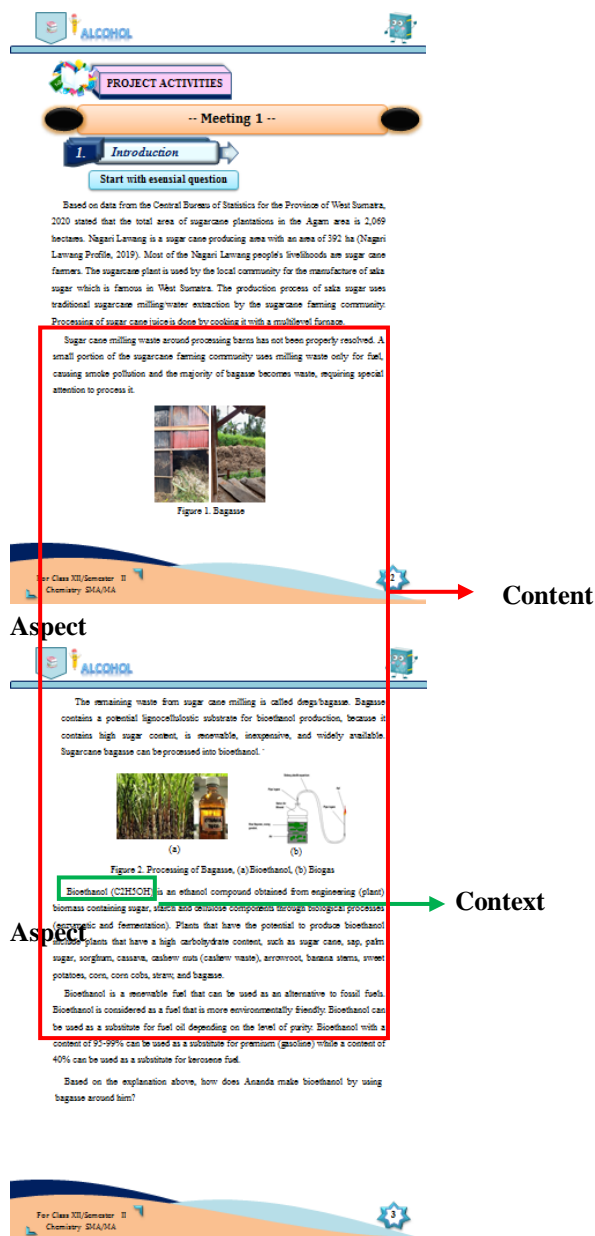 ALCOHOL
PROJECT ACTIVITIES
-- Meeting 1 --
1. Introduction
Start with esensial question
Based on data from the Central Bureau of Statistics for the Province of West Sumatra,
2020 stated that the total area of sugarcane plantations in the Agam area is 2,069
hectares. Nagari Lawang is a sugar cane producing area with an area of 392 ha (Nagari
Lawang Profile, 2019). Most of the Nagari Lawang people's livelihoods are sugar cane
farmers. The sugarcane plant is used by the local community for the manufacture of saka
sugar which is famous in West Sumatra. The production process of saka sugar uses
traditional sugarcane milling/water extraction by the sugarcane farming community.
Processing of sugar cane juice is done by cooking it with a multilevel furnace.
Sugar cane milling waste around processing barns has not been properly resolved. A
small portion of the sugarcane farming community uses milling waste only for fuel,
causing smoke pollution and the majority of bagasse becomes waste, requiring special
attention to process it.
Figure 1. Bagasse
For Class XII/Semester II
Chemistry SMA/MA
2
Content
Aspect
ALCOHOL
The remaining waste from sugar cane milling is called dregs/bagasse. Bagasse
contains a potential lignocellulostic substrate for bioethanol production, because it
contains high sugar content, is renewable, inexpensive, and widely available.
Sugarcane bagasse can be processed into bioethanol.
(a)
(b)
Figure 2. Processing of Bagasse, (a) Bioethanol, (b) Biogas
Bioethanol (C2H5OH) is an ethanol compound obtained from engineering (plant)
biomass containing sugar, starch and cellulose components through biological processes
(enzymatic and fermentation). Plants that have the potential to produce bioethanol
include plants that have a high carbohydrate content, such as sugar cane, sap, palm
sugar, sorghum, cassava, cashew nuts (cashew waste), arrowroot, banana stems, sweet
potatoes, corn, corn cobs, straw, and bagasse.
Context
Aspect
Bioethanol is a renewable fuel that can be used as an alternative to fossil fuels.
Bioethanol is considered as a fuel that is more environmentally friendly. Bioethanol can
be used as a substitute for fuel oil depending on the level of purity. Bioethanol with a
content of 95-99% can be used as a substitute for premium (gasoline) while a content of
40% can be used as a substitute for kerosene fuel.
Based on the explanation above, how does Ananda make bioethanol by using
bagasse around him?
For Class XII/Semester II
Chemistry SMA/MA
3